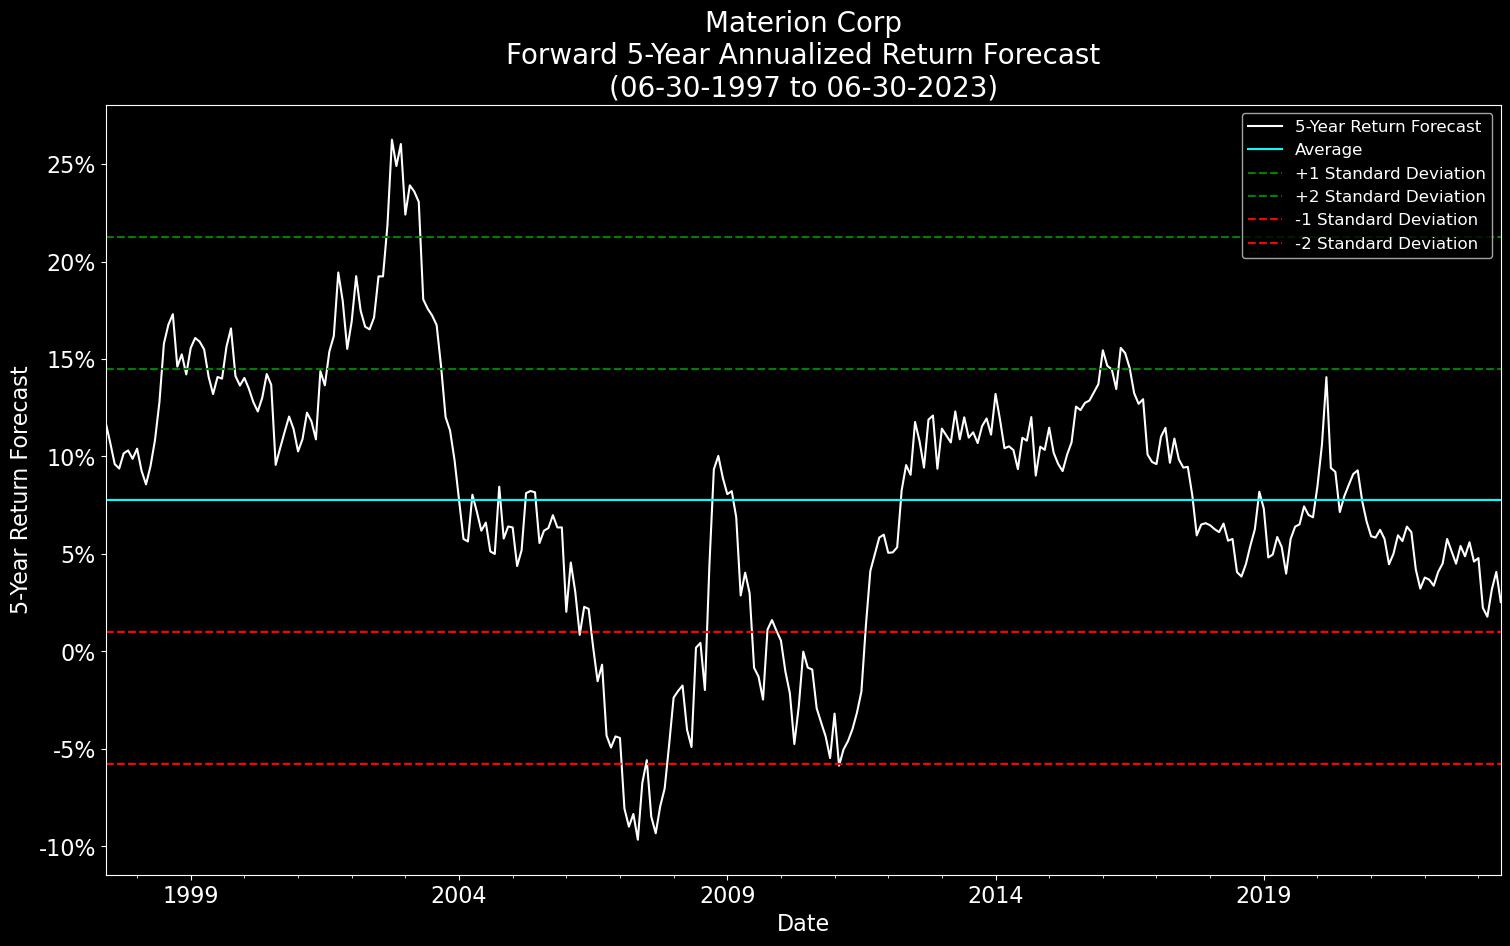 Materion Corp
Forward 5-Year Annualized Return Forecast
(06-30-1997 to 06-30-2023)
5-Year Return Forecast
Average
+1 Standard Deviation
+2 Standard Deviation
-1 Standard Deviation
-2 Standard Deviation
25%
20%
15%
10%
5%
0%
-5%
-10%
5-Year Return Forecast
1999
2004
2009
2014
2019
Date